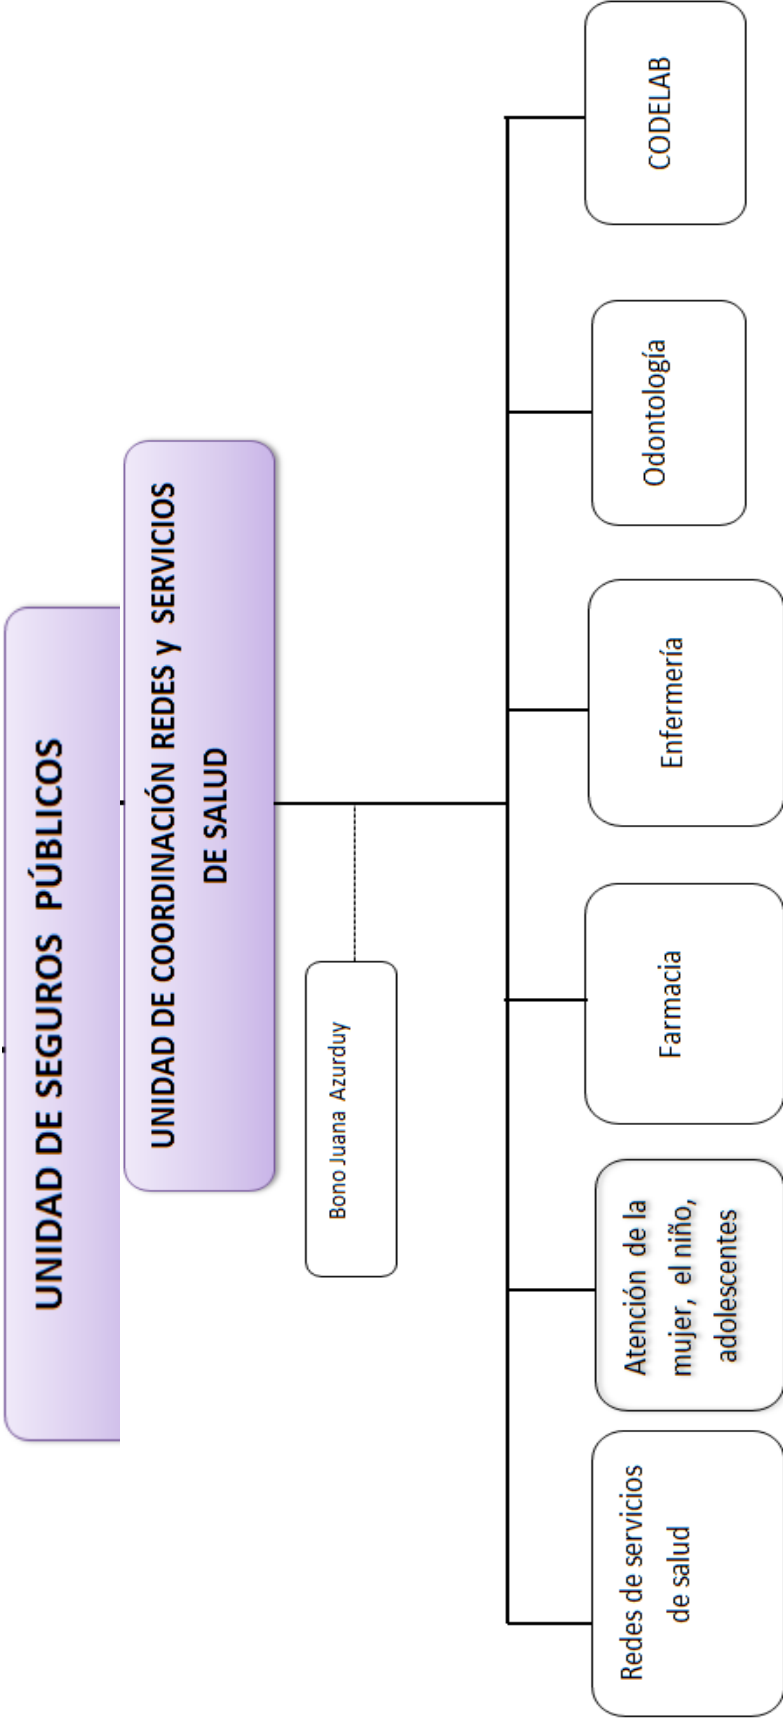 UNIDAD DE SEGUROS PÚBLICOS
UNIDAD DE COORDINACIÓN REDES y SERVICIOS
DE SALUD
Bono Juana Azurduy
Redes de servicios
de salud
Atención de la
mujer, el niño,
adolescentes
Farmacia
Enfermería
Odontología
CODELAB